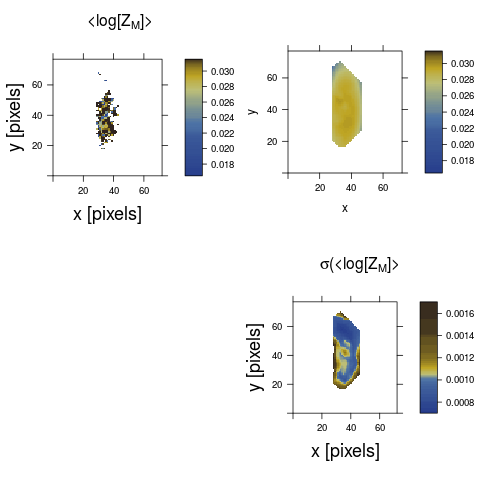 <log[Z_M]>
y [pixels]
60
40
20
20 40 60
x [pixels]
0.030
0.028
0.026
0.024
0.022
0.020
0.018
y
60
40
20
0
20 40 60
x
0.030
0.028
0.026
0.024
0.022
0.020
0.018
σ(<log[Z_M]>
y [pixels]
60
40
20
0
20 40 60
x [pixels]
0.0016
0.0014
0.0012
0.0010
0.0008